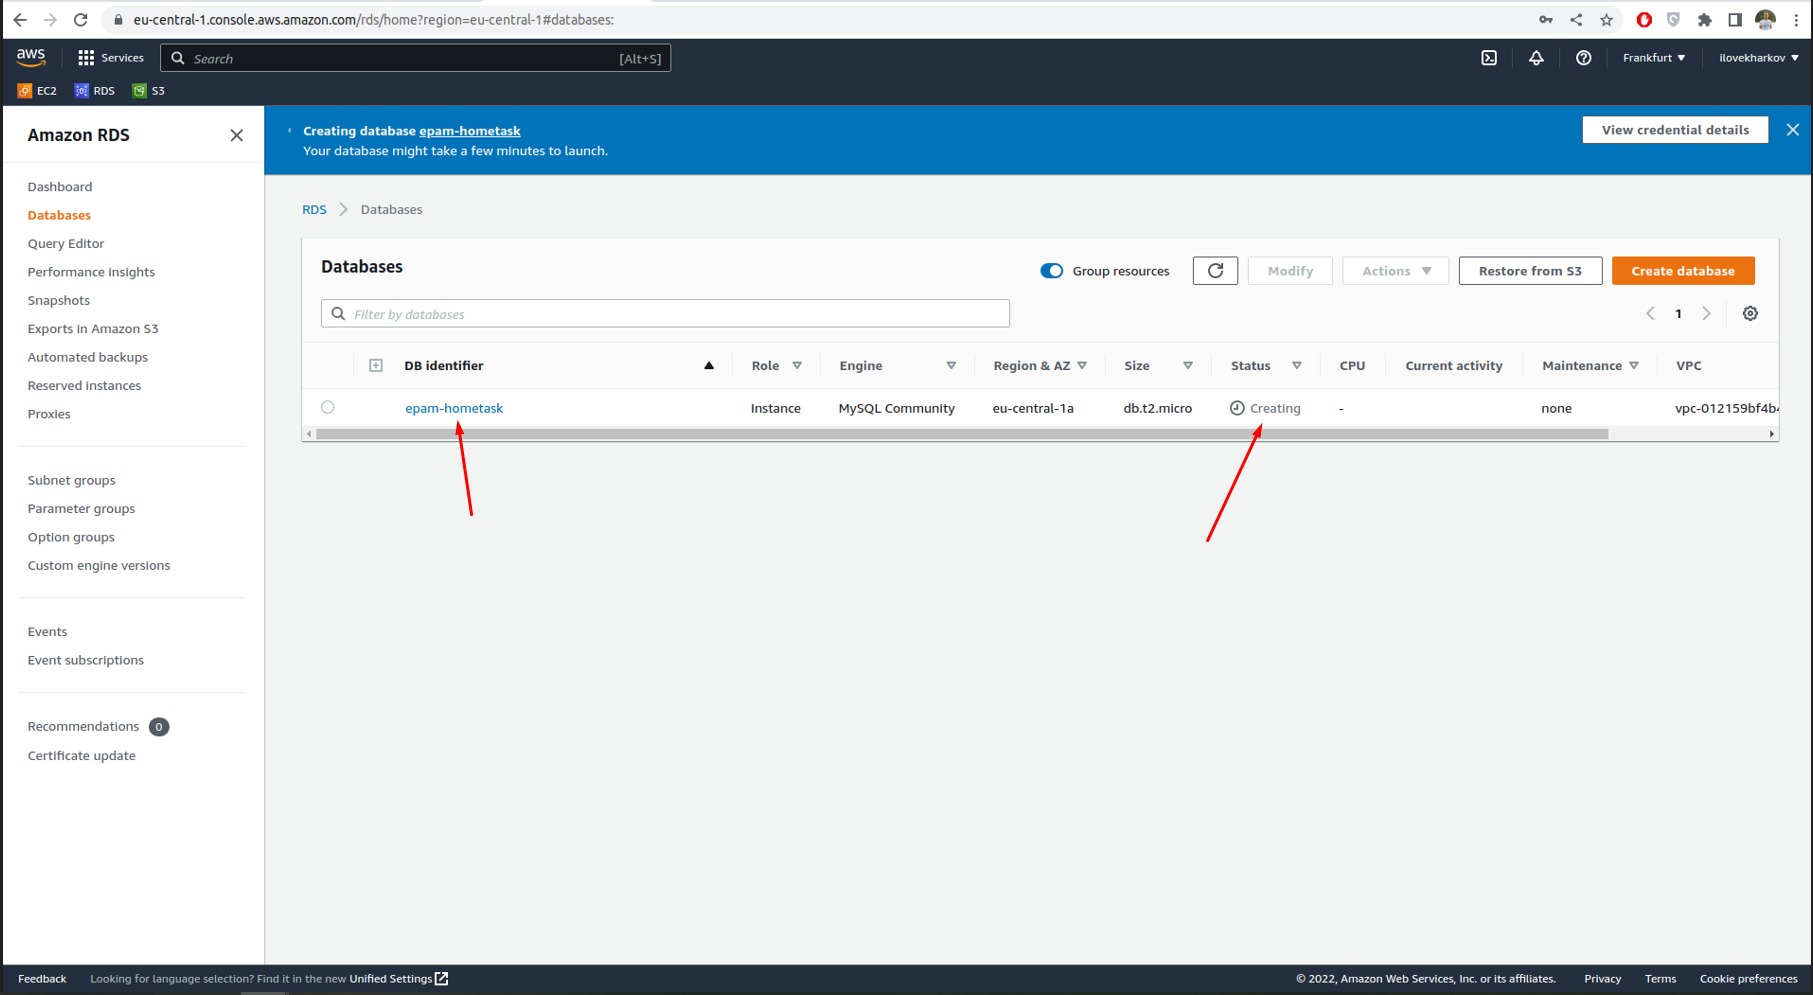 eu-central-1.console.aws.amazon.com/rds/home?region=eu-central-1#databases:
aws
Services
Search
[Alt+S]
Frankfurt
ilovekharkov
EC2
RDS
S3
Amazon RDS
Dashboard
Databases
Query Editor
Performance insights
Snapshots
Exports in Amazon S3
Automated backups
Reserved instances
Proxies
Subnet groups
Parameter groups
Option groups
Custom engine versions
Events
Event subscriptions
Recommendations 0
Certificate update
Creating database epam-hometask
Your database might take a few minutes to launch.
View credential details
RDS
Databases
Databases
Group resources
Modify
Actions
Restore from S3
Create database
Filter by databases
1
DB identifier
Role
Engine
Region & AZ
Size
Status
CPU
Current activity
Maintenance
VPC
epam-hometask
Instance
MySQL Community
eu-central-1a
db.t2.micro
Creating
-
none
vpc-012159bf4b
Feedback
Looking for language selection? Find it in the new Unified Settings
© 2022, Amazon Web Services, Inc. or its affiliates.
Privacy
Terms
Cookie preferences